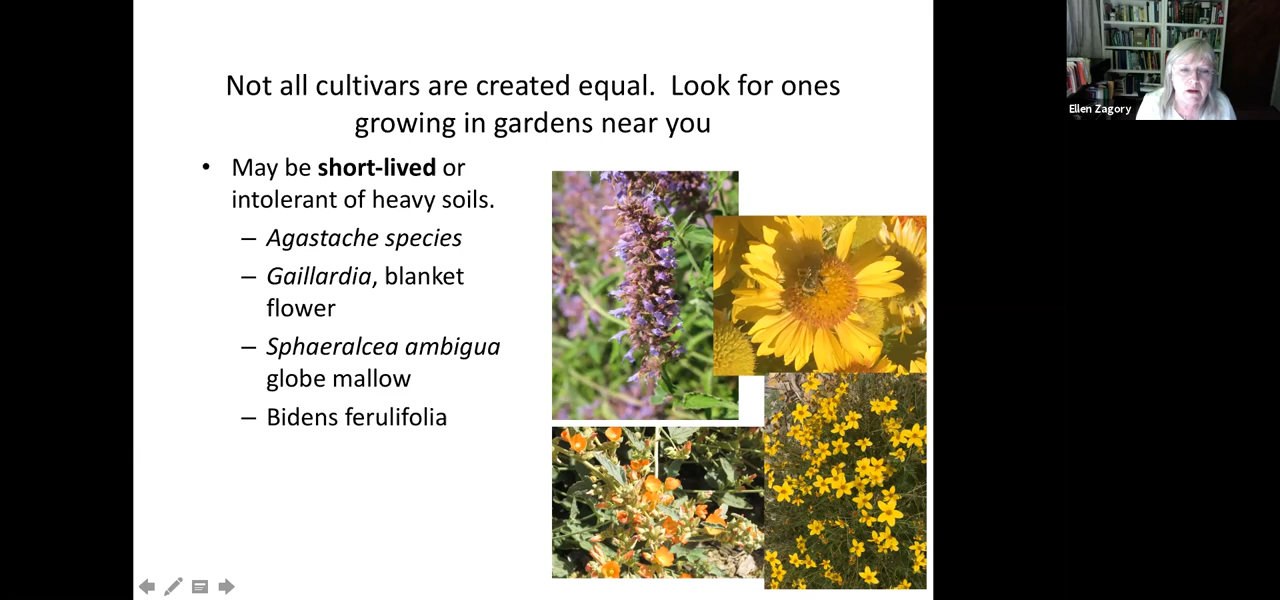 Not all cultivars are created equal.  Look for ones
growing in gardens near you
• May be short-lived or
intolerant of heavy soils.
– Agastache species
– Gaillardia, blanket
flower
– Sphaeralcea ambigua
globe mallow
– Bidens ferulifolia
Ellen Zagory